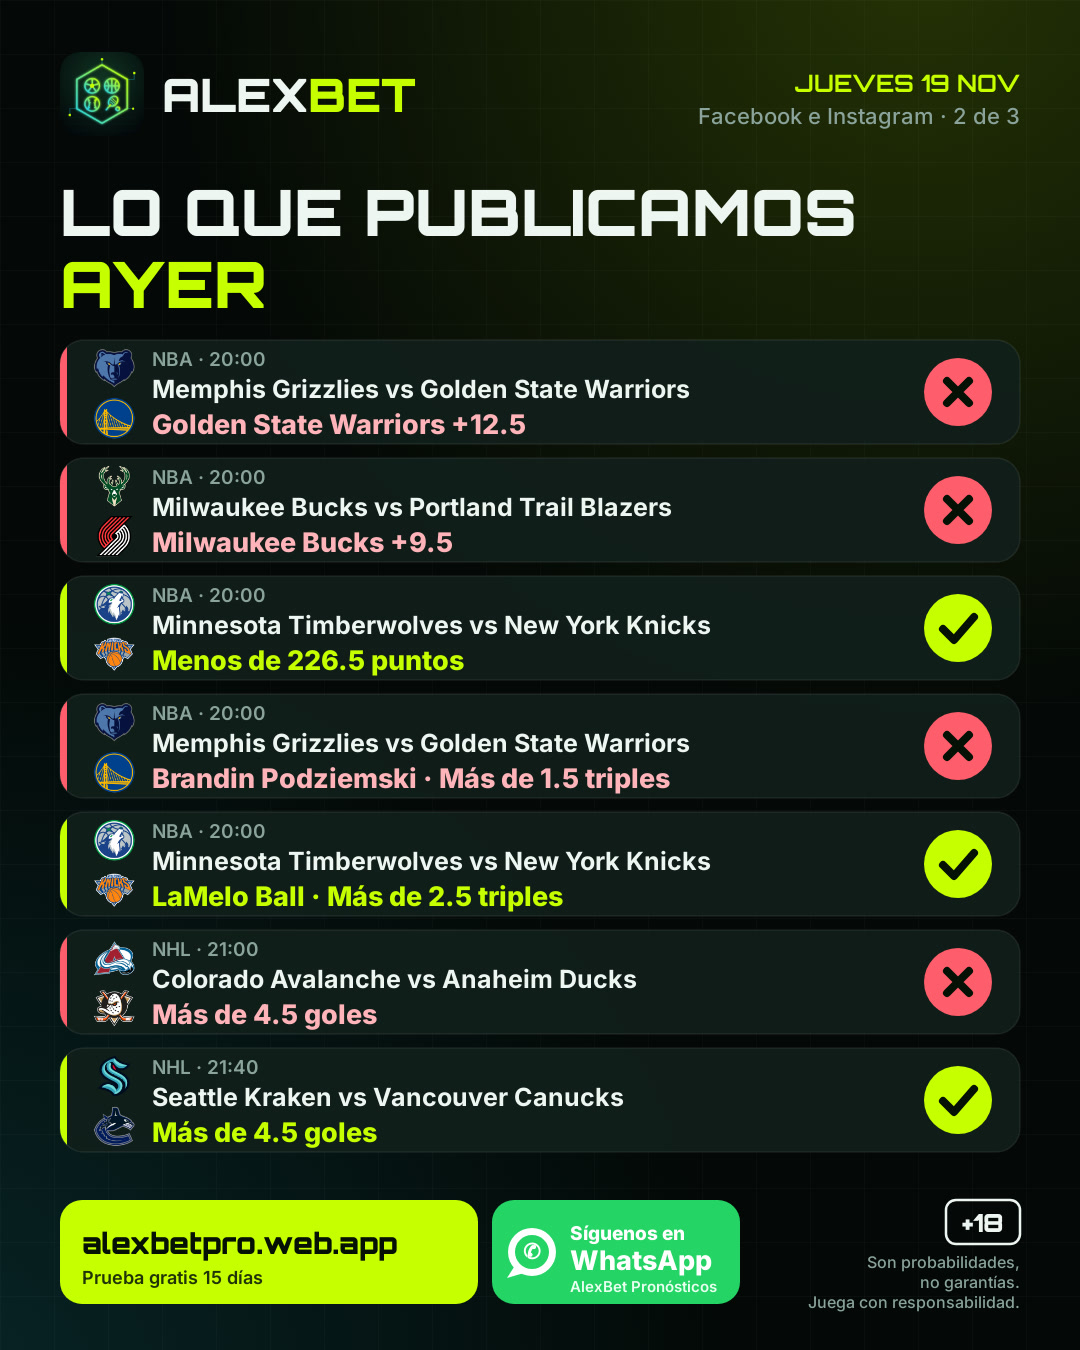 ALEXBET
JUEVES 19 NOV
Facebook e Instagram · 2 de 3
LO QUE PUBLICAMOS
AYER
NBA · 20:00
Memphis Grizzlies vs Golden State Warriors
Golden State Warriors +12.5
NBA · 20:00
Milwaukee Bucks vs Portland Trail Blazers
Milwaukee Bucks +9.5
NBA · 20:00
Minnesota Timberwolves vs New York Knicks
Menos de 226.5 puntos
NBA · 20:00
Memphis Grizzlies vs Golden State Warriors
Brandin Podziemski · Más de 1.5 triples
NBA · 20:00
Minnesota Timberwolves vs New York Knicks
LaMelo Ball · Más de 2.5 triples
NHL · 21:00
Colorado Avalanche vs Anaheim Ducks
Más de 4.5 goles
NHL · 21:40
Seattle Kraken vs Vancouver Canucks
Más de 4.5 goles
alexbetpro.web.app
Prueba gratis 15 días
Síguenos en
WhatsApp
AlexBet Pronósticos
+18
Son probabilidades,
no garantías.
Juega con responsabilidad.